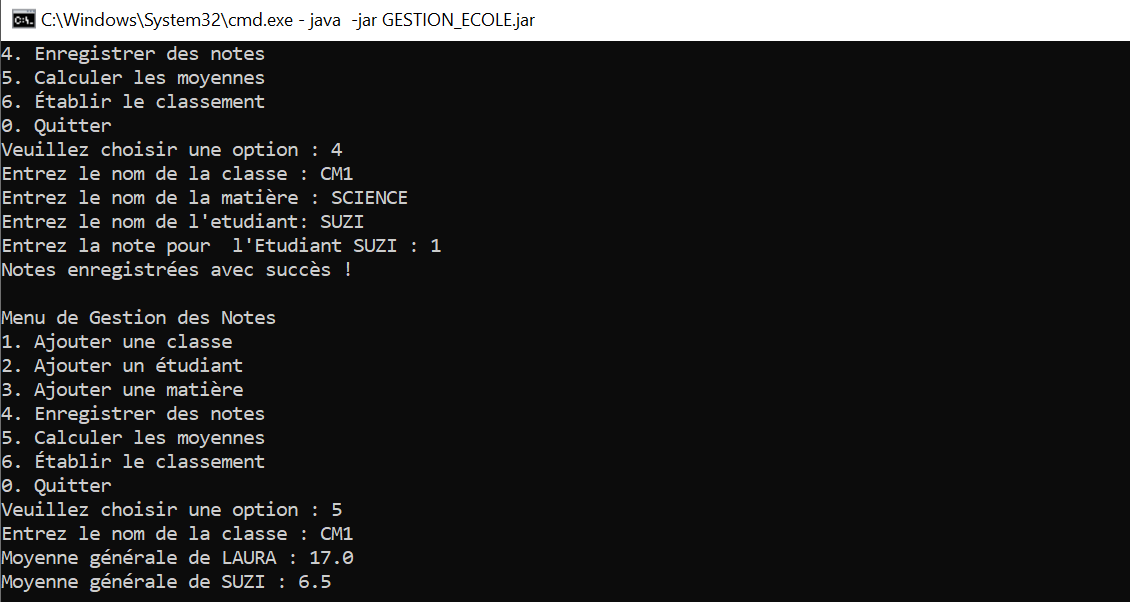 C:\Windows\System32\cmd.exe - java  -jar GESTION_ECOLE.jar
4. Enregistrer des notes
5. Calculer les moyennes
6. Établir le classement
0. Quitter
Veuillez choisir une option : 4
Entrez le nom de la classe : CM1
Entrez le nom de la matière : SCIENCE
Entrez le nom de l'etudiant: SUZI
Entrez la note pour  l'Etudiant SUZI : 1
Notes enregistrées avec succès !

Menu de Gestion des Notes
1. Ajouter une classe
2. Ajouter un étudiant
3. Ajouter une matière
4. Enregistrer des notes
5. Calculer les moyennes
6. Établir le classement
0. Quitter
Veuillez choisir une option : 5
Entrez le nom de la classe : CM1
Moyenne générale de LAURA : 17.0
Moyenne générale de SUZI : 6.5